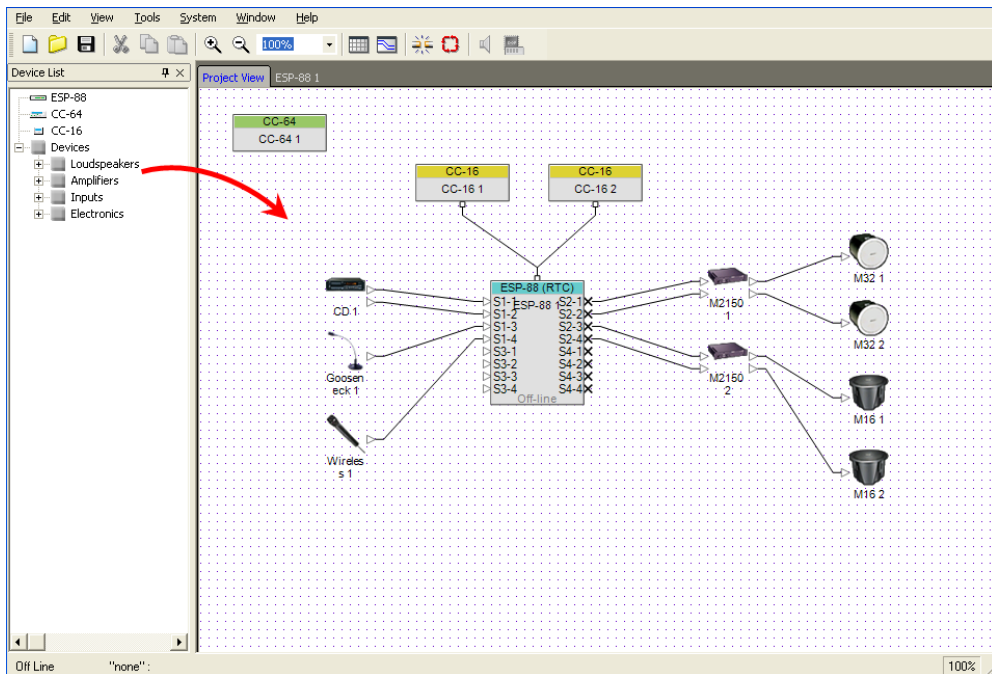 File Edit View Tools System Window Help
100%
Device List
Project View ESP-88 1
ESP-88
CC-64
CC-16
Devices
Loudspeakers
Amplifiers
Inputs
Electronics
CC-64
CC-64 1
CC-16
CC-16 1
CC-16
CC-16 2
CD 1
Goosen
eck 1
Wireles
s 1
ESP-88 (RTC)
ESP-88 1
S1-1 S2-1
S1-2 S2-2
S1-3 S2-3
S1-4 S2-4
S3-1 S4-1
S3-2 S4-2
S3-3 S4-3
S3-4 S4-4
Off-line
M2150
1
M2150
2
M32 1
M32 2
M16 1
M16 2
Off Line "none" : 100%